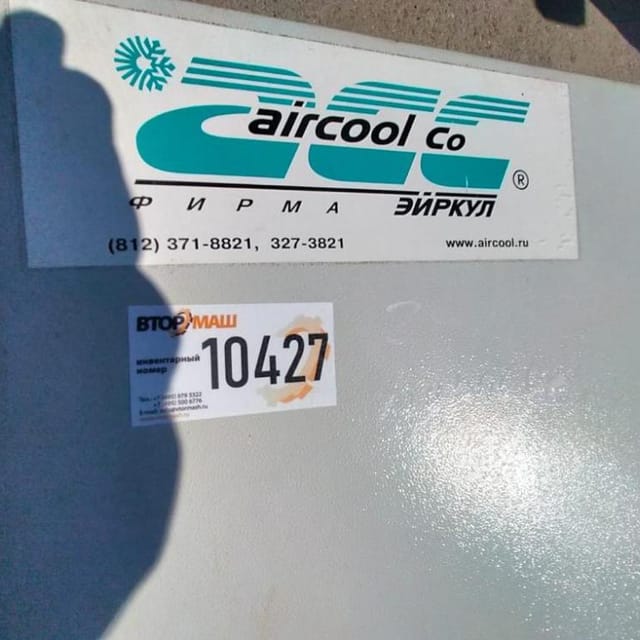 aircool co
®
ФИРМА ЭЙРКУЛ
(812) 371-8821, 327-3821 www.aircool.ru
ВТОРМАШ
инвентарный
номер
10427